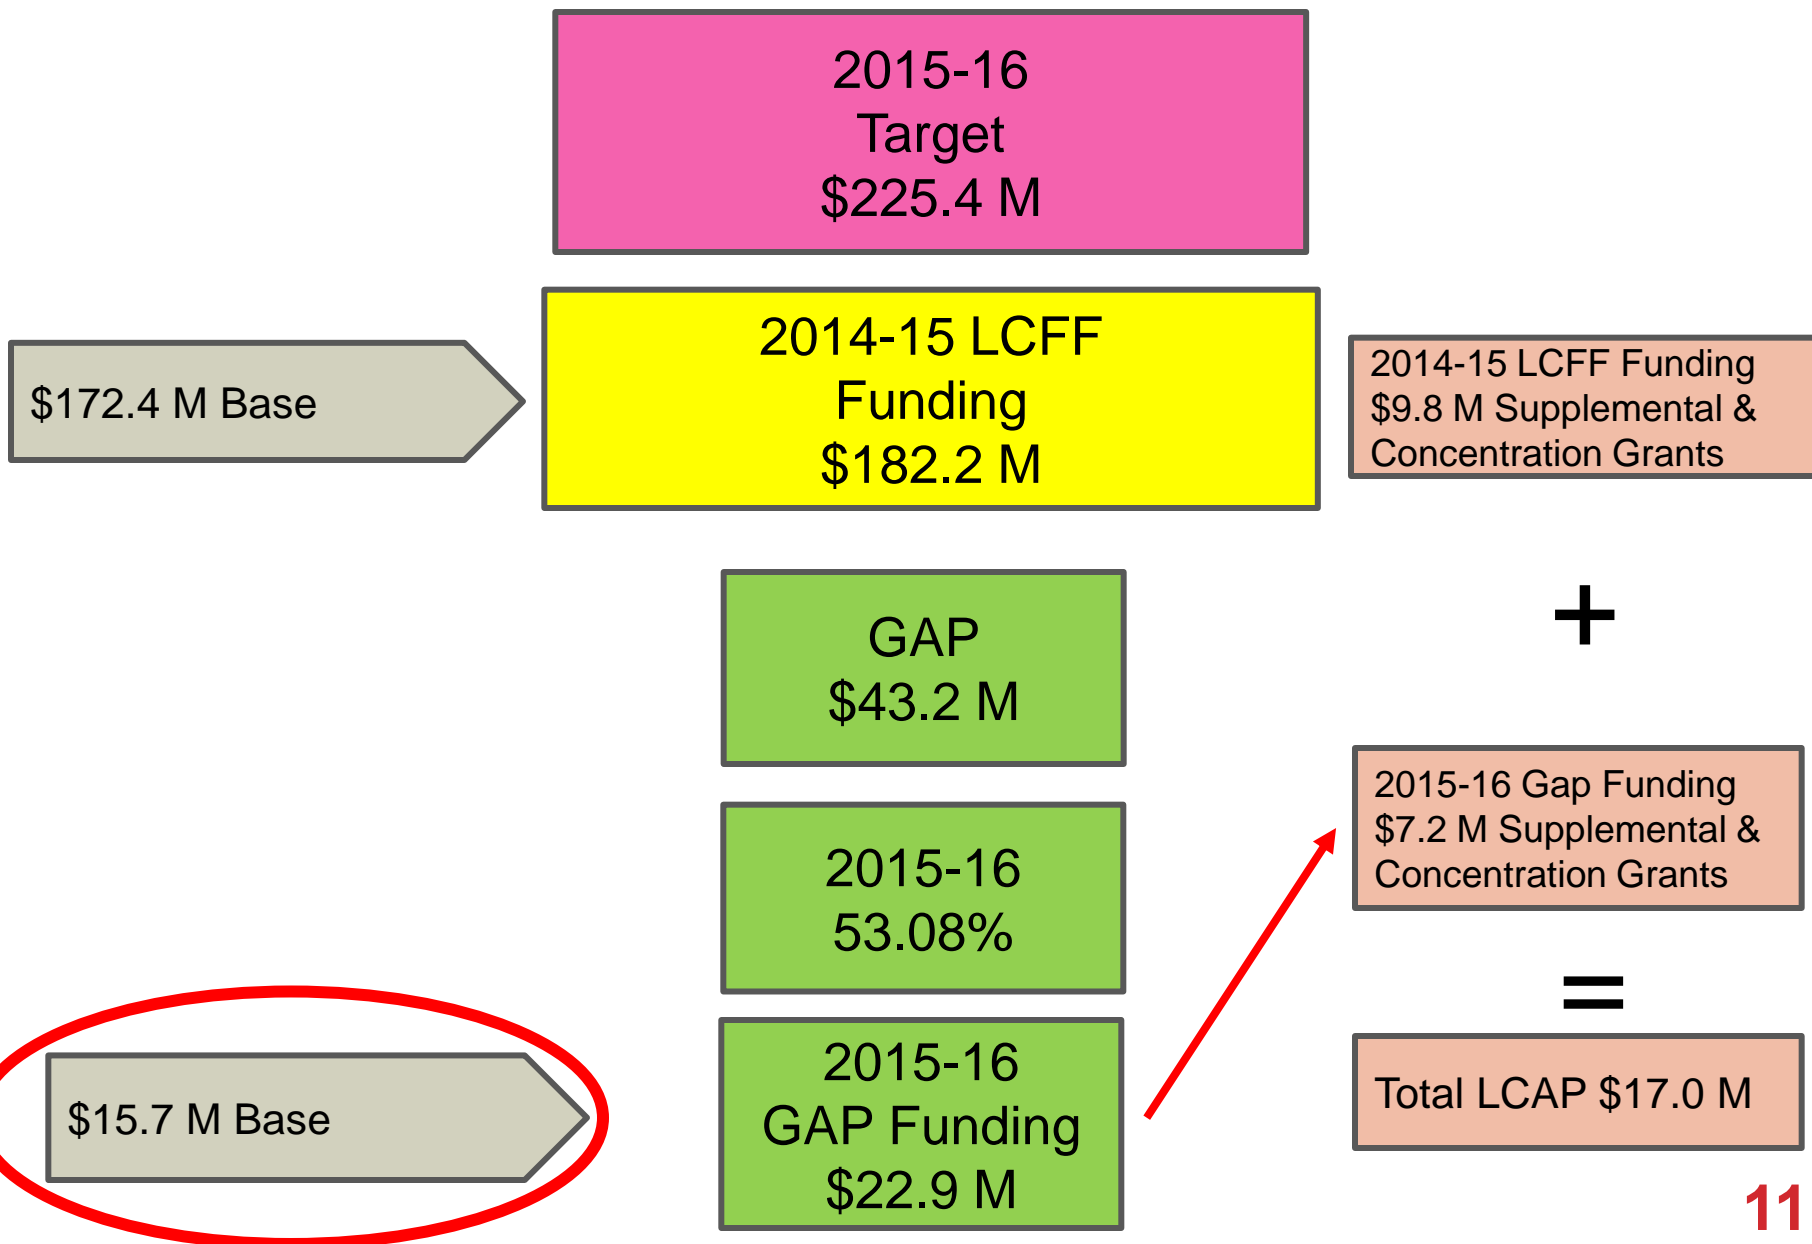 2015-16
Target
$225.4 M
$172.4 M Base
2014-15 LCFF
Funding
$182.2 M
2014-15 LCFF Funding
$9.8 M Supplemental &
Concentration Grants
+
GAP
$43.2 M
2015-16 Gap Funding
$7.2 M Supplemental &
Concentration Grants
2015-16
53.08%
=
$15.7 M Base
2015-16
GAP Funding
$22.9 M
Total LCAP $17.0 M
11